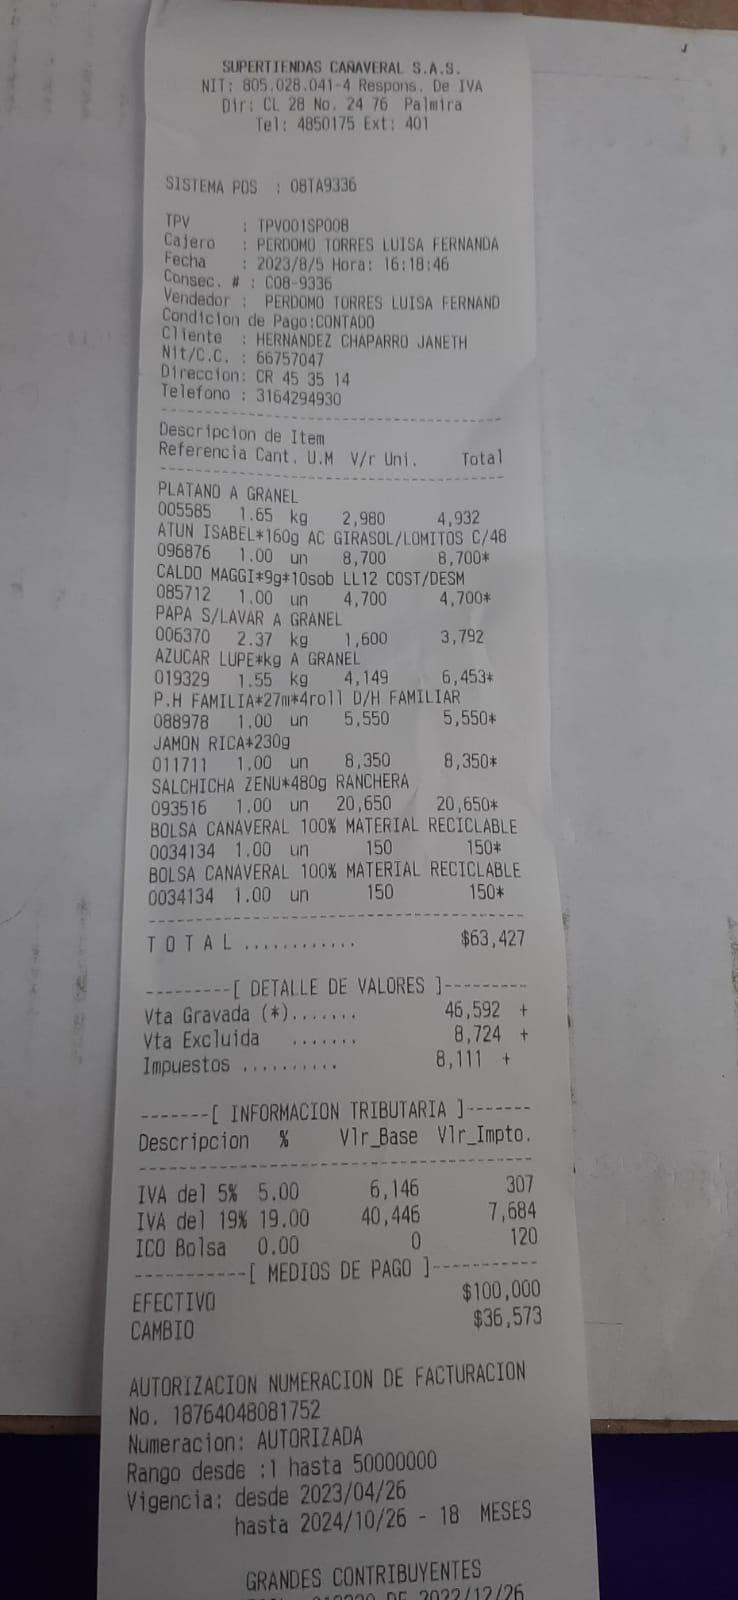 SUPERTIENDAS CAÑAVERAL S.A.S.
NIT: 805.028.041-4 Respons. De IVA
Dir: CL 28 No. 24 76 Palmira
Tel: 4850175 Ext: 401
SISTEMA POS : 08TA9336
TPV : TPV001SP008
Cajero : PERDOMO TORRES LUISA FERNANDA
Fecha : 2023/8/5 Hora: 16:18:46
Consec. # : C08-9336
Vendedor : PERDOMO TORRES LUISA FERNAND
Condicion de Pago:CONTADO
Cliente : HERNANDEZ CHAPARRO JANETH
Nit/C.C. : 66757047
Direccion: CR 45 35 14
Telefono : 3164294930
--------------------------------
Descripcion de Item
Referencia Cant. U.M V/r Uni. Total
--------------------------------
PLATANO A GRANEL
005585 1.65 kg 2,980 4,932
ATUN ISABEL*160g AC GIRASOL/LOMITOS C/48
096876 1.00 un 8,700 8,700*
CALDO MAGGI*9g*10sob LL12 COST/DESM
085712 1.00 un 4,700 4,700*
PAPA S/LAVAR A GRANEL
006370 2.37 kg 1,600 3,792
AZUCAR LUPE*kg A GRANEL
019329 1.55 kg 4,149 6,453*
P.H FAMILIA*27m*4roll D/H FAMILIAR
088978 1.00 un 5,550 5,550*
JAMON RICA*230g
011711 1.00 un 8,350 8,350*
SALCHICHA ZENU*480g RANCHERA
093516 1.00 un 20,650 20,650*
BOLSA CANAVERAL 100% MATERIAL RECICLABLE
0034134 1.00 un 150 150*
BOLSA CANAVERAL 100% MATERIAL RECICLABLE
0034134 1.00 un 150 150*
--------------------------------
T O T A L ............ $63,427
---------[ DETALLE DE VALORES ]---------
Vta Gravada (*)....... 46,592 +
Vta Excluida ....... 8,724 +
Impuestos .......... 8,111 +
-------[ INFORMACION TRIBUTARIA ]-------
Descripcion % Vlr_Base Vlr_Impto.
--------------------------------
IVA del 5% 5.00 6,146 307
IVA del 19% 19.00 40,446 7,684
ICO Bolsa 0.00 0 120
-----------[ MEDIOS DE PAGO ]-----------
EFECTIVO $100,000
CAMBIO $36,573
AUTORIZACION NUMERACION DE FACTURACION
No. 18764048081752
Numeracion: AUTORIZADA
Rango desde :1 hasta 50000000
Vigencia: desde 2023/04/26
hasta 2024/10/26 - 18 MESES
GRANDES CONTRIBUYENTES
DE 2022/12/26